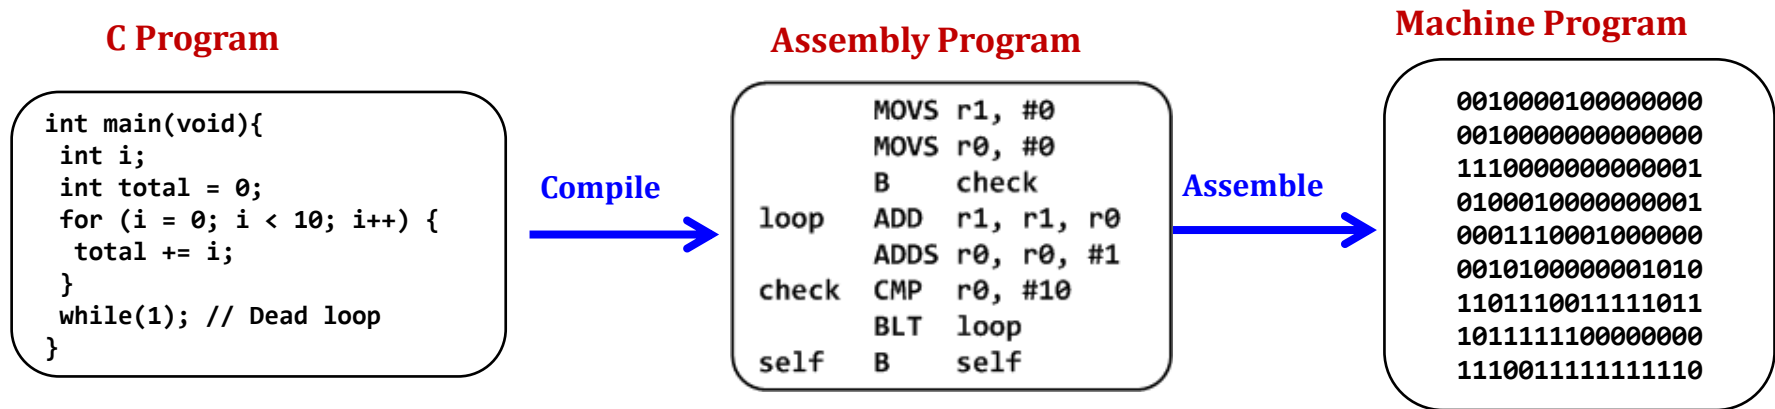 C Program
int main(void){
int i;
int total = 0;
for (i = 0; i < 10; i++) {
total += i;
}
while(1); // Dead loop
}
Compile
Assembly Program
MOVS r1, #0
MOVS r0, #0
B check
loop ADD r1, r1, r0
ADDS r0, r0, #1
check CMP r0, #10
BLT loop
self B self
Assemble
Machine Program
0010000100000000
0010000000000000
1110000000000001
0100010000000001
0001110001000000
0010100000001010
1101110011111011
1011111100000000
1110011111111110